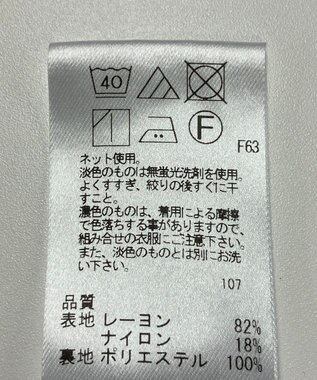 40
F
F63
ネット使用。
淡色のものは無蛍光洗剤を使用。
よくすすぎ、絞りの後すぐに干
すこと。
濃色のものは、着用による摩擦
で色落ちする事がありますので、
組み合せの衣服にご注意下さい。
また、淡色のものとは別にお洗
い下さい。
107
品質
表地 レーヨン 82%
ナイロン 18%
裏地 ポリエステル 100%